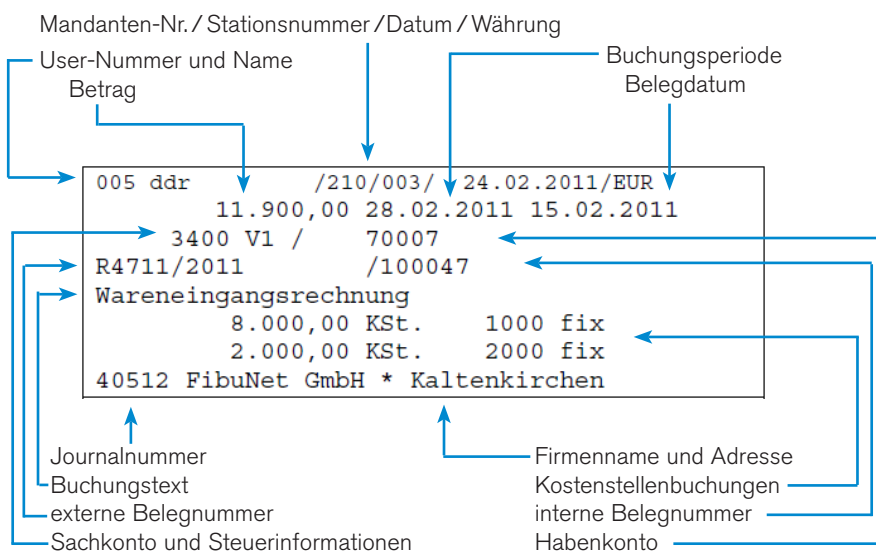 Mandanten-Nr. / Stationsnummer / Datum / Währung
User-Nummer und Name
Buchungsperiode
Betrag
Belegdatum
005 ddr /210/003/ 24.02.2011/EUR
11.900,00 28.02.2011 15.02.2011
3400 V1 / 70007
R4711/2011 /100047
Wareneingangsrechnung
8.000,00 KSt. 1000 fix
2.000,00 KSt. 2000 fix
40512 FibuNet GmbH * Kaltenkirchen
Journalnummer Firmenname und Adresse
Buchungstext Kostenstellenbuchungen
externe Belegnummer interne Belegnummer
Sachkonto und Steuerinformationen Habenkonto